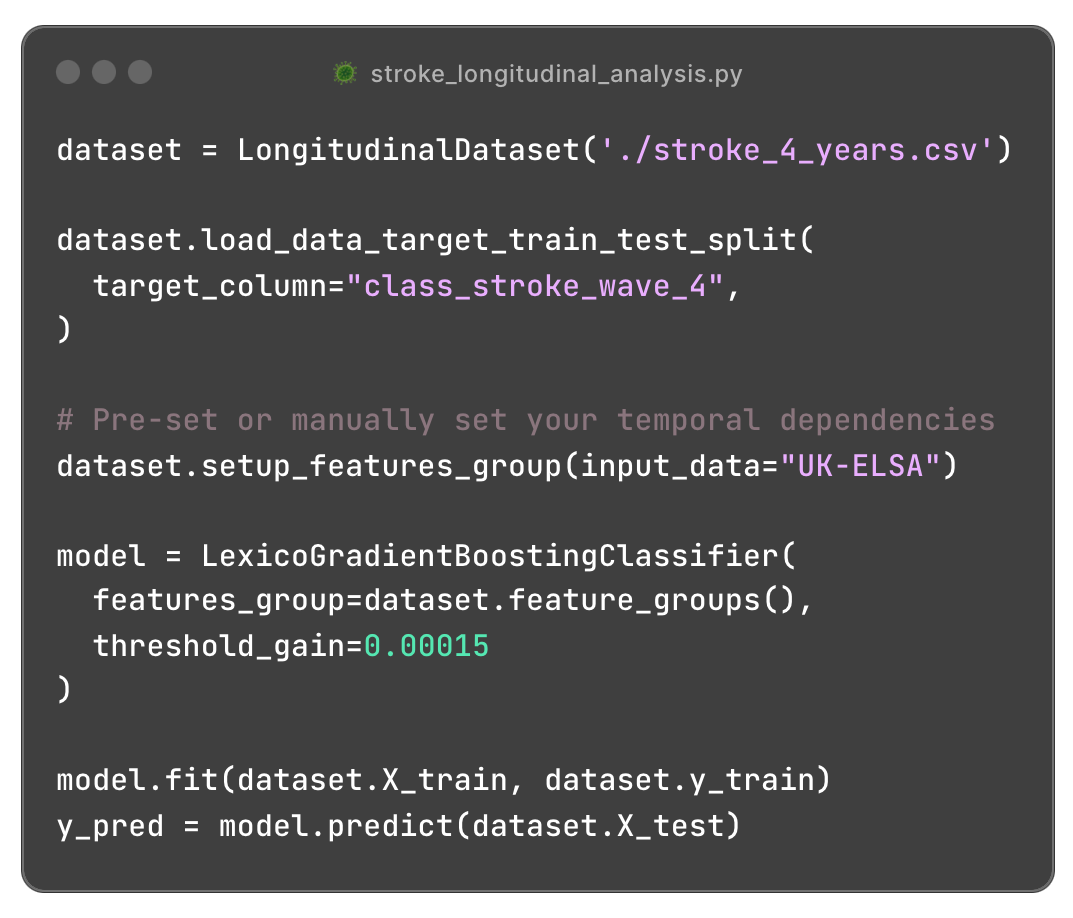 stroke_longitudinal_analysis.py
dataset = LongitudinalDataset('./stroke_4_years.csv')
dataset.load_data_target_train_test_split(
  target_column="class_stroke_wave_4",
)
# Pre-set or manually set your temporal dependencies
dataset.setup_features_group(input_data="UK-ELSA")
model = LexicoGradientBoostingClassifier(
  features_group=dataset.feature_groups(),
  threshold_gain=0.00015
)
model.fit(dataset.X_train, dataset.y_train)
y_pred = model.predict(dataset.X_test)